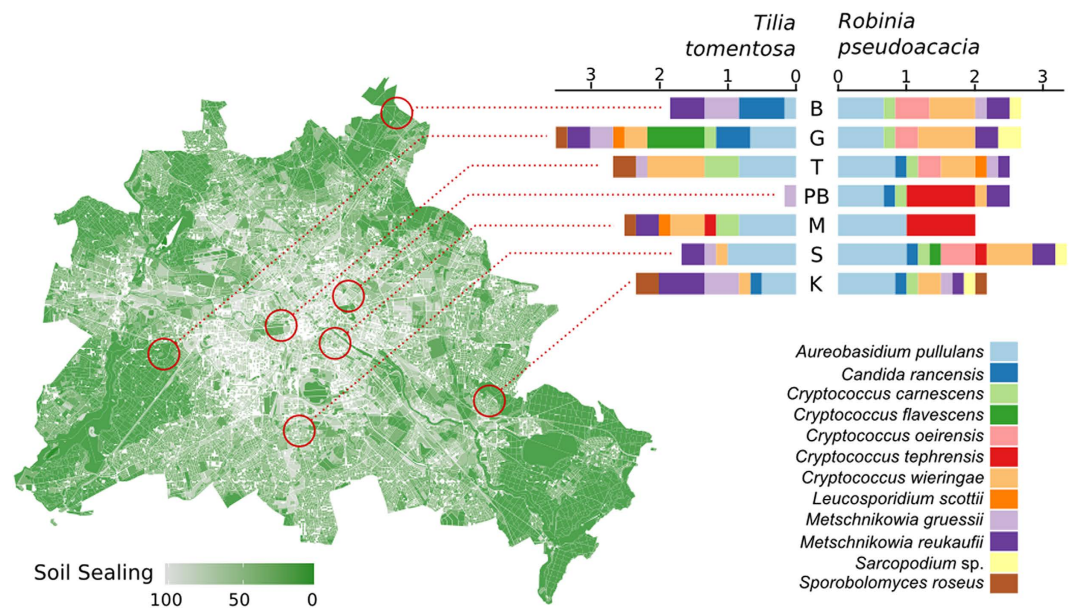 Tilia
tomentosa
Robinia
pseudoacacia
3 2 1 0 0 1 2 3
B
G
T
PB
M
S
K
Aureobasidium pullulans
Candida rancensis
Cryptococcus carnescens
Cryptococcus flavescens
Cryptococcus oeirensis
Cryptococcus tephrensis
Cryptococcus wieringae
Leucosporidium scottii
Metschnikowia gruessii
Metschnikowia reukaufii
Sarcopodium sp.
Sporobolomyces roseus
Soil Sealing
100 50 0